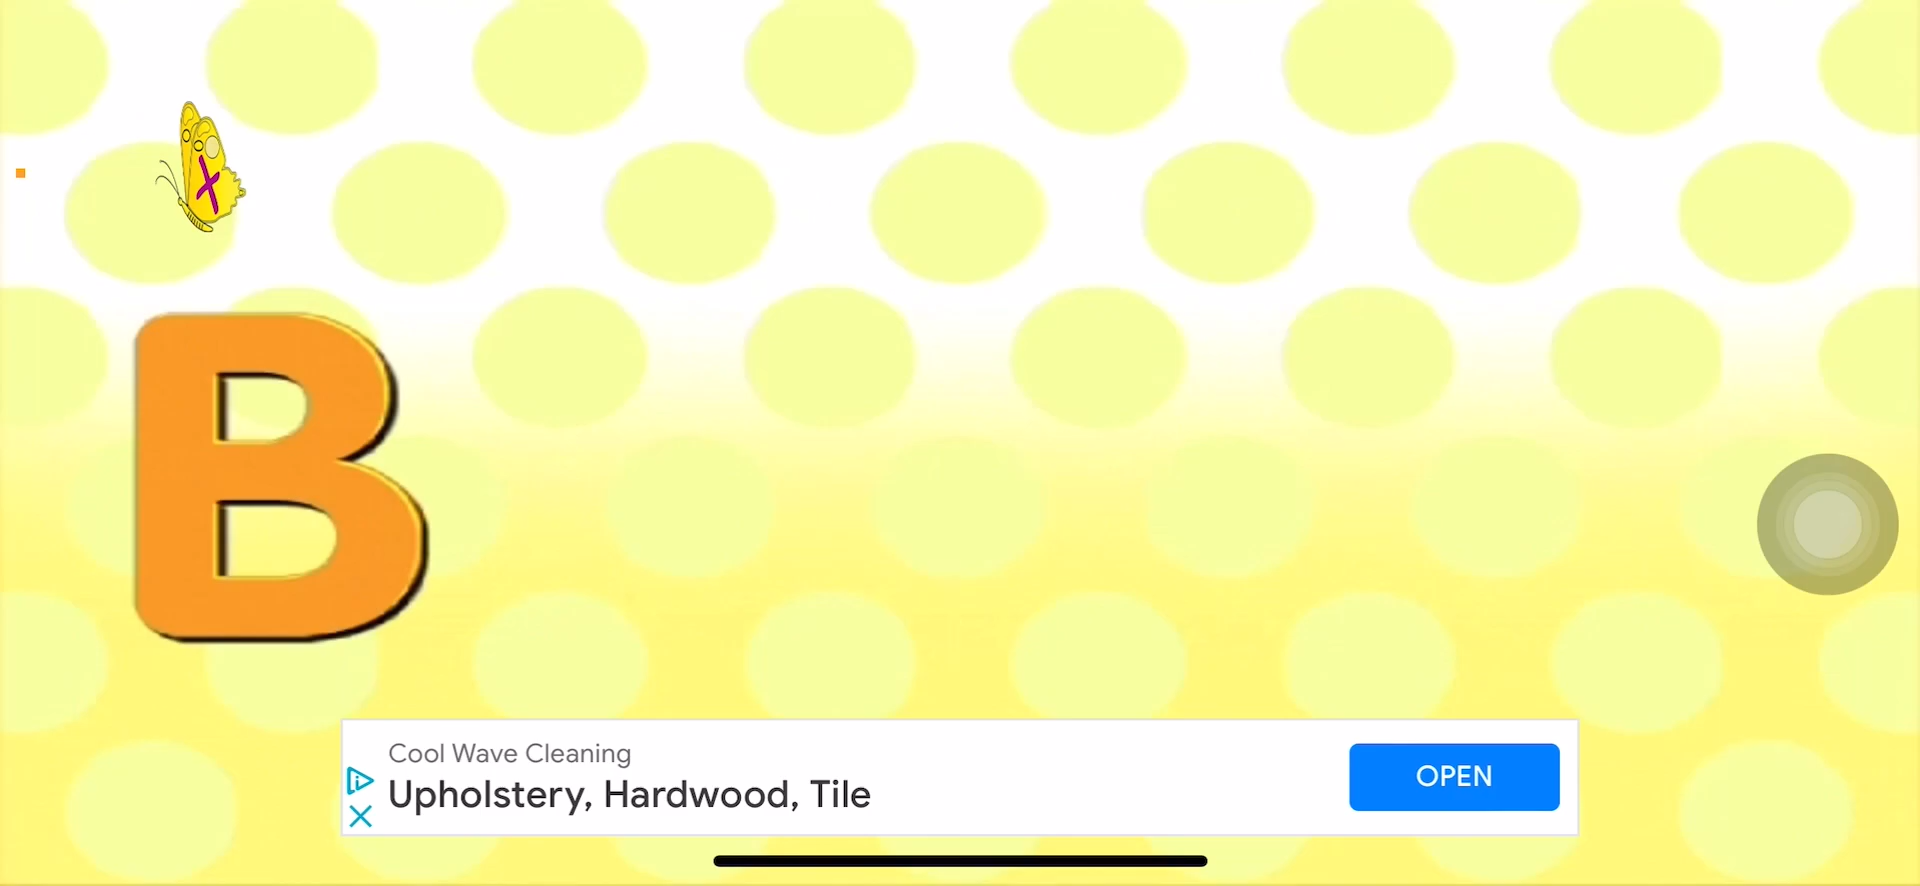 X
B
Cool Wave Cleaning
Upholstery, Hardwood, Tile
OPEN